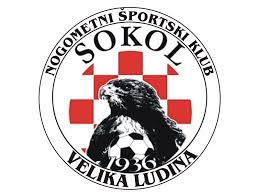 NOGOMETNI ŠPORTSKI KLUB
SOKOL
1936
VELIKA LUDINA